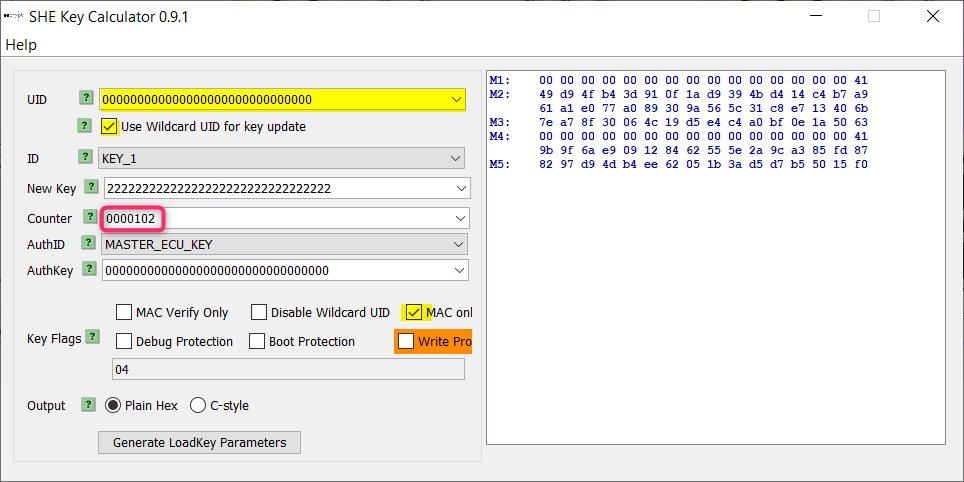 SHE Key Calculator 0.9.1
Help
UID ? 000000000000000000000000000000
? Use Wildcard UID for key update
ID ? KEY_1
New Key ? 22222222222222222222222222222222
Counter ? 0000102
AuthID ? MASTER_ECU_KEY
AuthKey ? 00000000000000000000000000000000
MAC Verify Only Disable Wildcard UID MAC onl
Key Flags ? Debug Protection Boot Protection Write Pro
04
Output ? Plain Hex C-style
Generate LoadKey Parameters
M1: 00 00 00 00 00 00 00 00 00 00 00 00 00 00 00 41
M2: 49 d9 4f b4 3d 91 0f 1a d9 39 4b d4 14 c4 b7 a9
61 a1 e0 77 a0 89 30 9a 56 5c 31 c8 e7 13 40 6b
M3: 7e a7 8f 30 06 4c 19 d5 e4 c4 a0 bf 0e 1a 50 63
M4: 00 00 00 00 00 00 00 00 00 00 00 00 00 00 00 41
9b 9f 6a e9 09 12 84 62 55 5e 2a 9c a3 85 fd 87
M5: 82 97 d9 4d b4 ee 62 05 1b 3a d5 d7 b5 50 15 f0